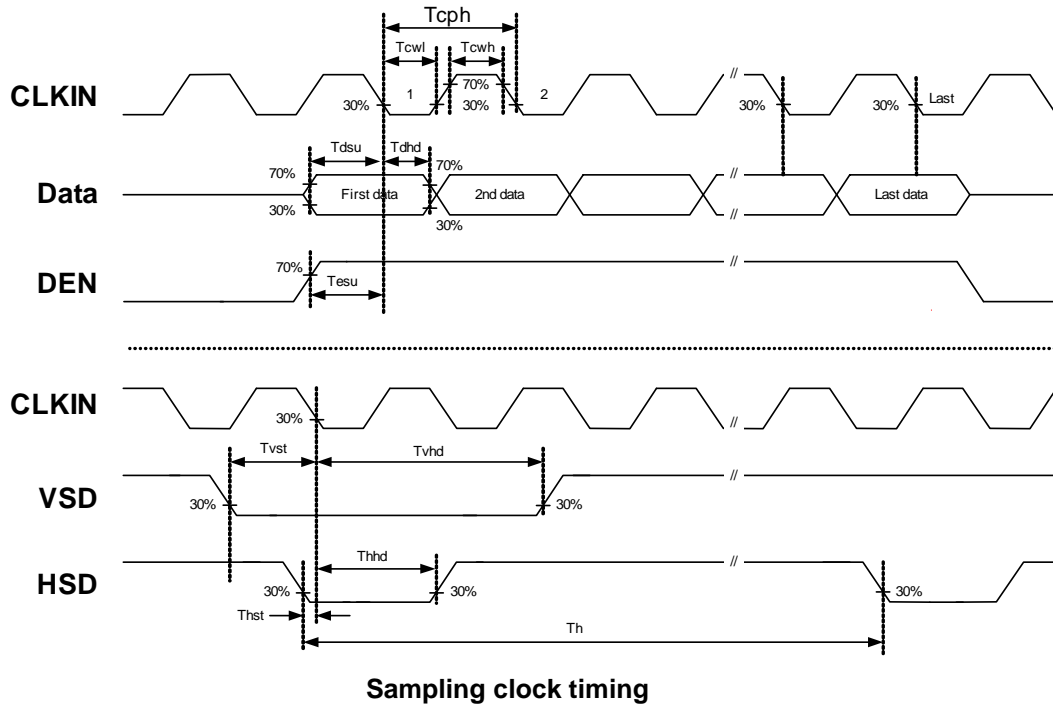 Tcph
Tcwl Tcwh
CLKIN 30% 1 70% 30% 2 // 30% 30% Last
Tdsu Tdhd
Data 70% 30% First data 70% 30% 2nd data // // Last data
DEN 70% Tesu //
CLKIN 30% //
Tvst Tvhd
VSD 30% 30% //
Thhd
HSD 30% 30% // 30%
Thst
Th
Sampling clock timing